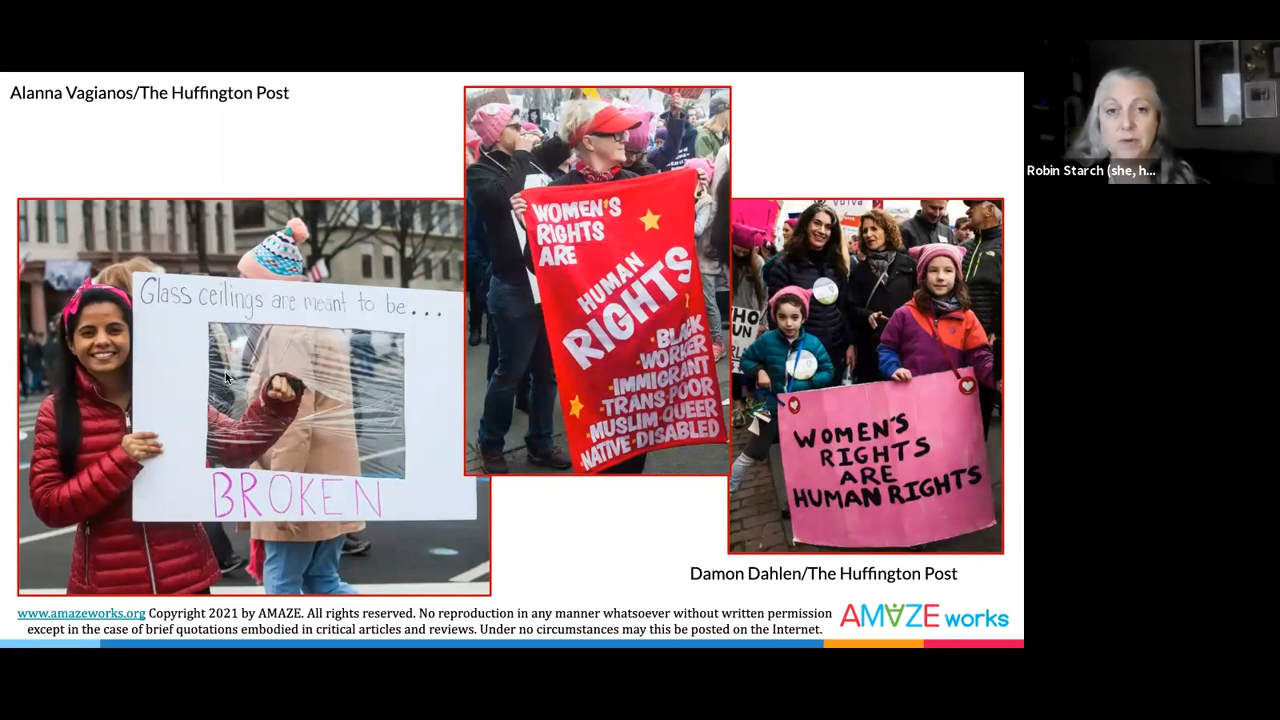 Alanna Vagianos/The Huffington Post
Robin Starch (she, h...
Glass ceilings are meant to be...
BROKEN
WOMEN'S
RIGHTS
ARE
HUMAN
RIGHTS
BLACK
WORKER
IMMIGRANT
TRANS·POOR
MUSLIM·QUEER
NATIVE·DISABLED
WOMEN'S
RIGHTS
ARE
HUMAN RIGHTS
Damon Dahlen/The Huffington Post
www.amazeworks.org Copyright 2021 by AMAZE. All rights reserved. No reproduction in any manner whatsoever without written permission
except in the case of brief quotations embodied in critical articles and reviews. Under no circumstances may this be posted on the Internet.
AMAZE works